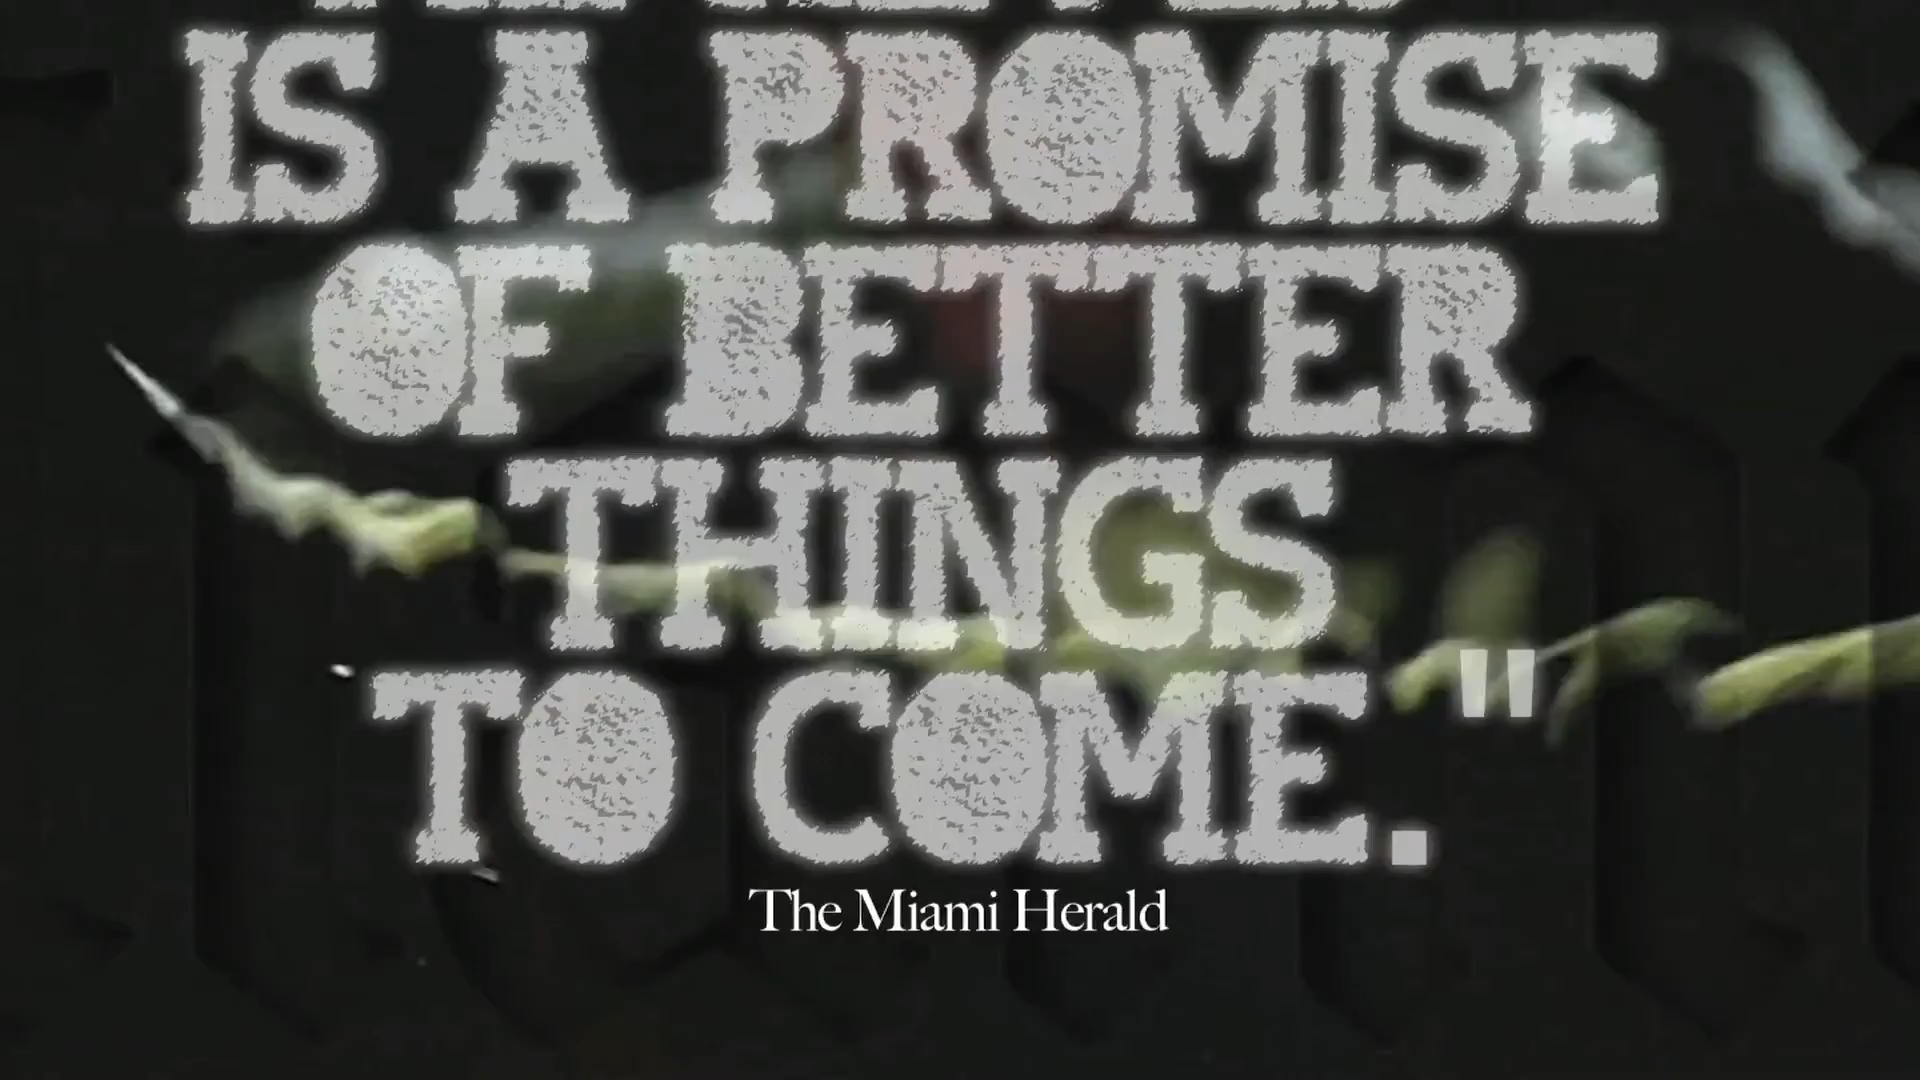 IS A PROMISE
OF BETTER
THINGS
TO COME."
The Miami Herald